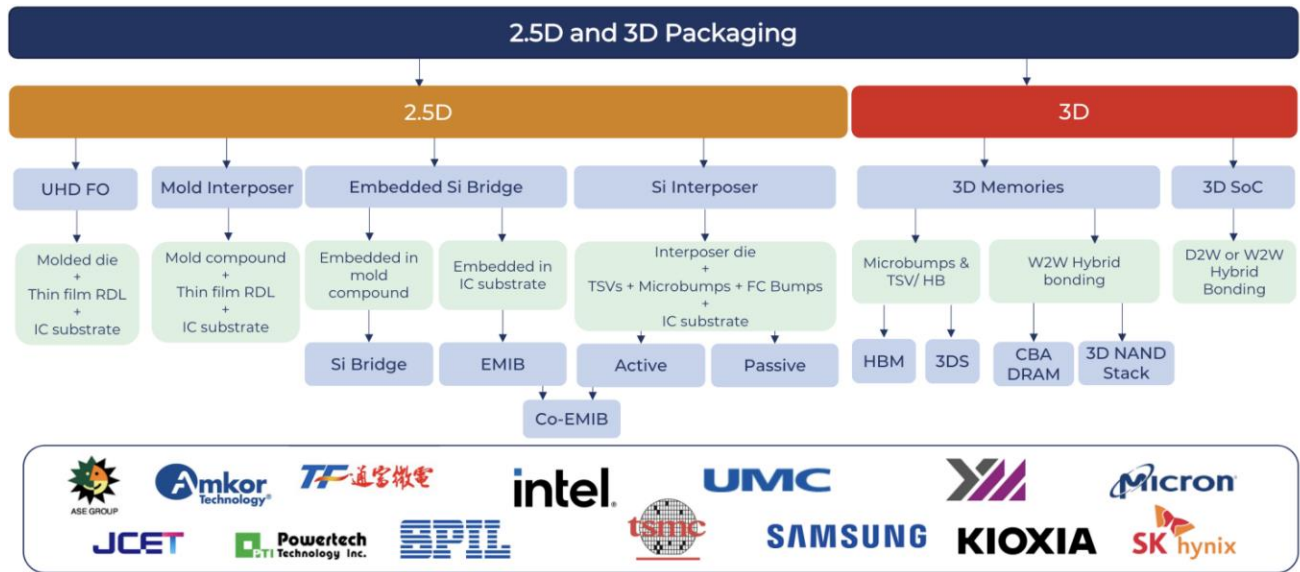 2.5D and 3D Packaging
2.5D
3D
UHD FO
Mold Interposer
Embedded Si Bridge
Si Interposer
3D Memories
3D SoC
Molded die
+
Thin film RDL
+
IC substrate
Mold compound
+
Thin film RDL
+
IC substrate
Embedded in
mold
compound
Embedded in
IC substrate
Interposer die
+
TSVs + Microbumps + FC Bumps
+
IC substrate
Microbumps &
TSV/ HB
W2W Hybrid
bonding
D2W or W2W
Hybrid
Bonding
Si Bridge
EMIB
Active
Passive
HBM
3DS
CBA
DRAM
3D NAND
Stack
Co-EMIB
ASE GROUP
Amkor
Technology®
TF 通富微電
intel.
UMC
Micron
JCET
PTI
Powertech
Technology Inc.
SPIL
tsmc
SAMSUNG
KIOXIA
SK hynix